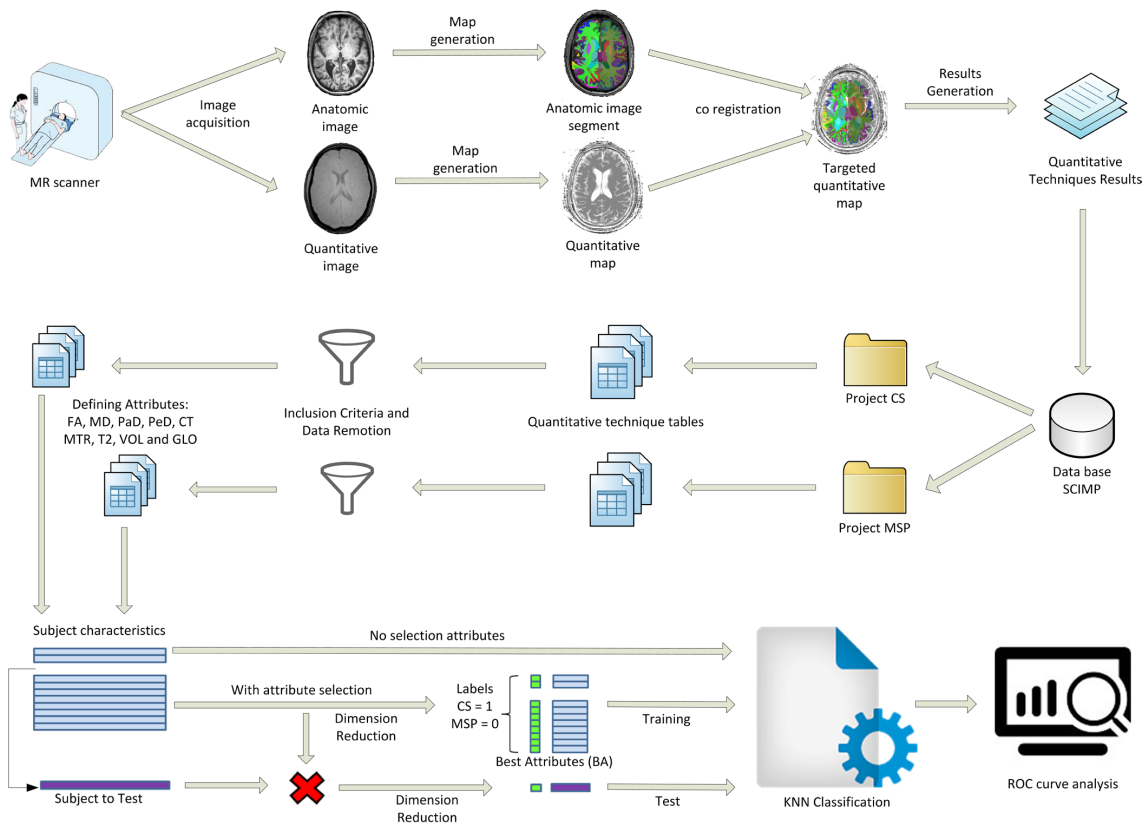 Map
generation
Image
acquisition
Anatomic
image
Anatomic image
segment
co registration
Results
Generation
MR scanner
Map
generation
Targeted
quantitative
map
Quantitative
Techniques Results
Quantitative
image
Quantitative
map
Defining Attributes:
FA, MD, PaD, PeD, CT
MTR, T2, VOL and GLO
Inclusion Criteria and
Data Remotion
Quantitative technique tables
Project CS
Data base
SCIMP
Project MSP
Subject characteristics
No selection attributes
With attribute selection
Dimension
Reduction
Labels
CS = 1
MSP = 0
Training
Best Attributes (BA)
Subject to Test
Dimension
Reduction
Test
KNN Classification
ROC curve analysis